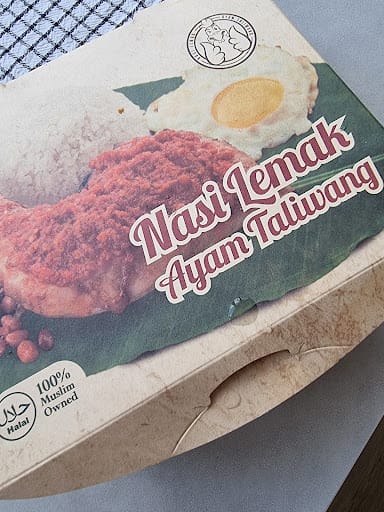 Nasi Lemak
Ayam Taliwang
حلال
Halal
100%
Muslim
Owned